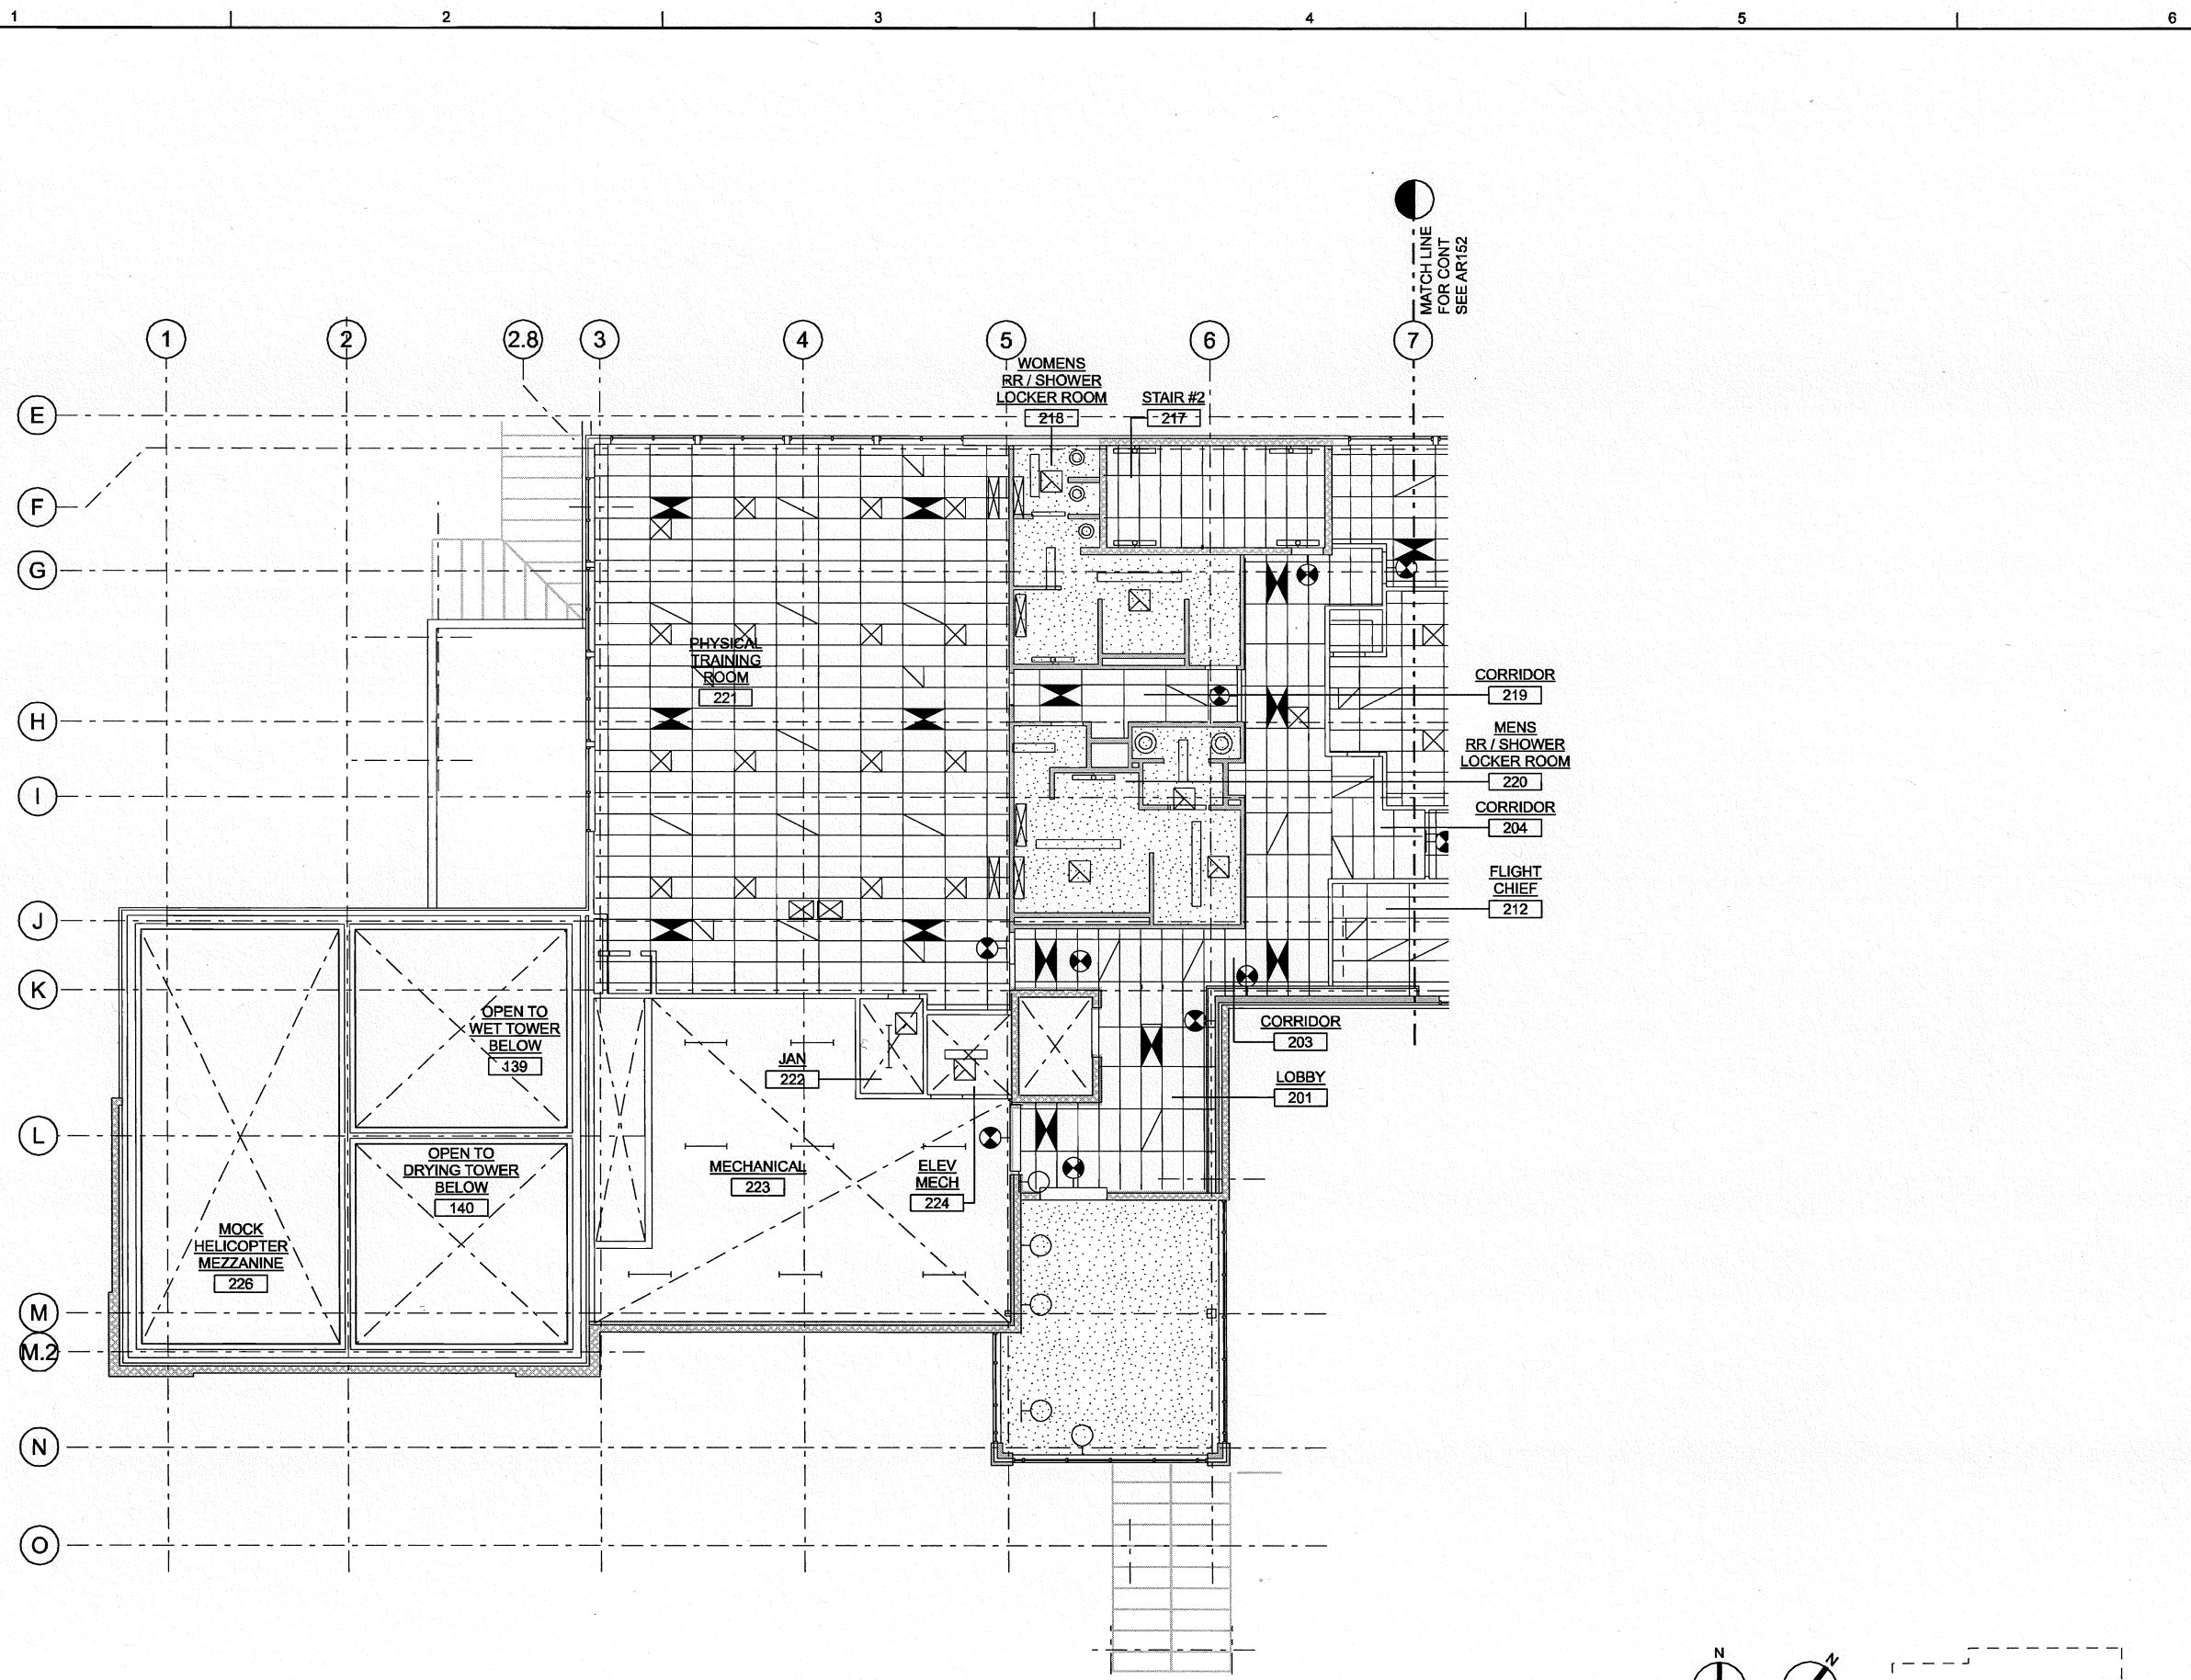 1 2 3 4 5 6
MATCH LINE
FOR CONT
SEE AR152
1 2 2.8 3 4 5 6 7
WOMENS
RR / SHOWER
LOCKER ROOM
218
STAIR #2
217
E
F
G
PHYSICAL
TRAINING
ROOM
221
CORRIDOR
219
H
MENS
RR / SHOWER
LOCKER ROOM
220
I
CORRIDOR
204
FLIGHT
CHIEF
212
J
K
OPEN TO
WET TOWER
BELOW
139
CORRIDOR
203
JAN
222
LOBBY
201
L
OPEN TO
DRYING TOWER
BELOW
140
MECHANICAL
223
ELEV
MECH
224
MOCK
HELICOPTER
MEZZANINE
226
M
M.2
N
O
N N